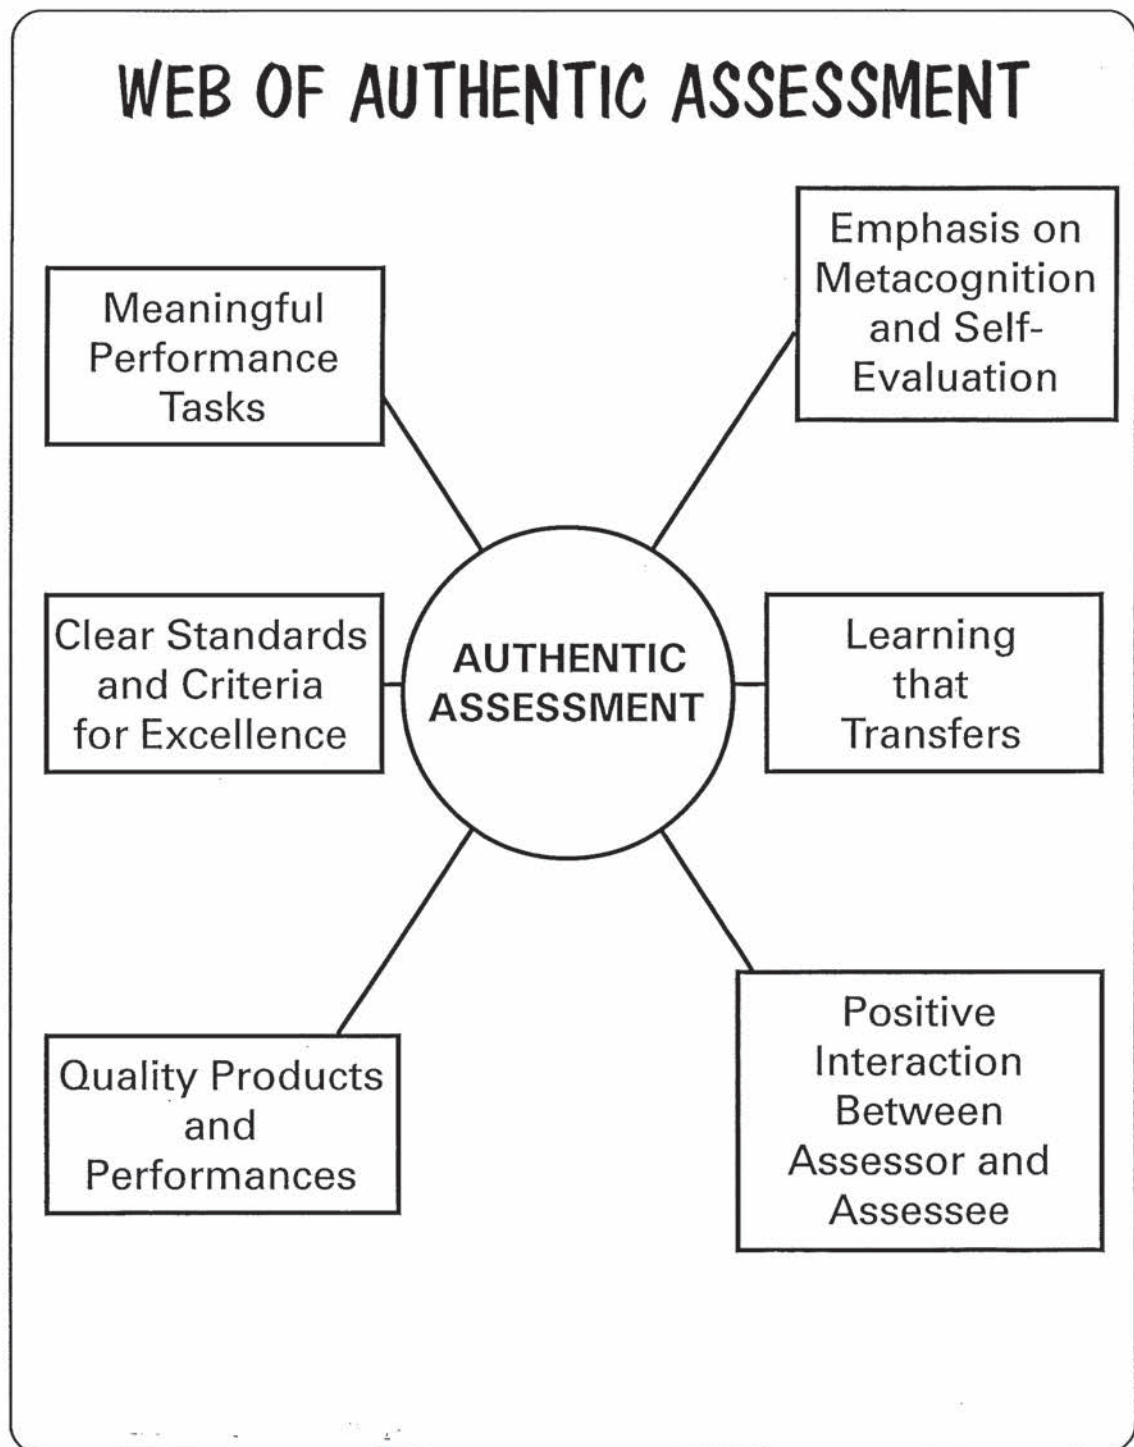 WEB OF AUTHENTIC ASSESSMENT
Meaningful
Performance
Tasks
Emphasis on
Metacognition
and Self-
Evaluation
Clear Standards
and Criteria
for Excellence
AUTHENTIC
ASSESSMENT
Learning
that
Transfers
Quality Products
and
Performances
Positive
Interaction
Between
Assessor and
Assessee